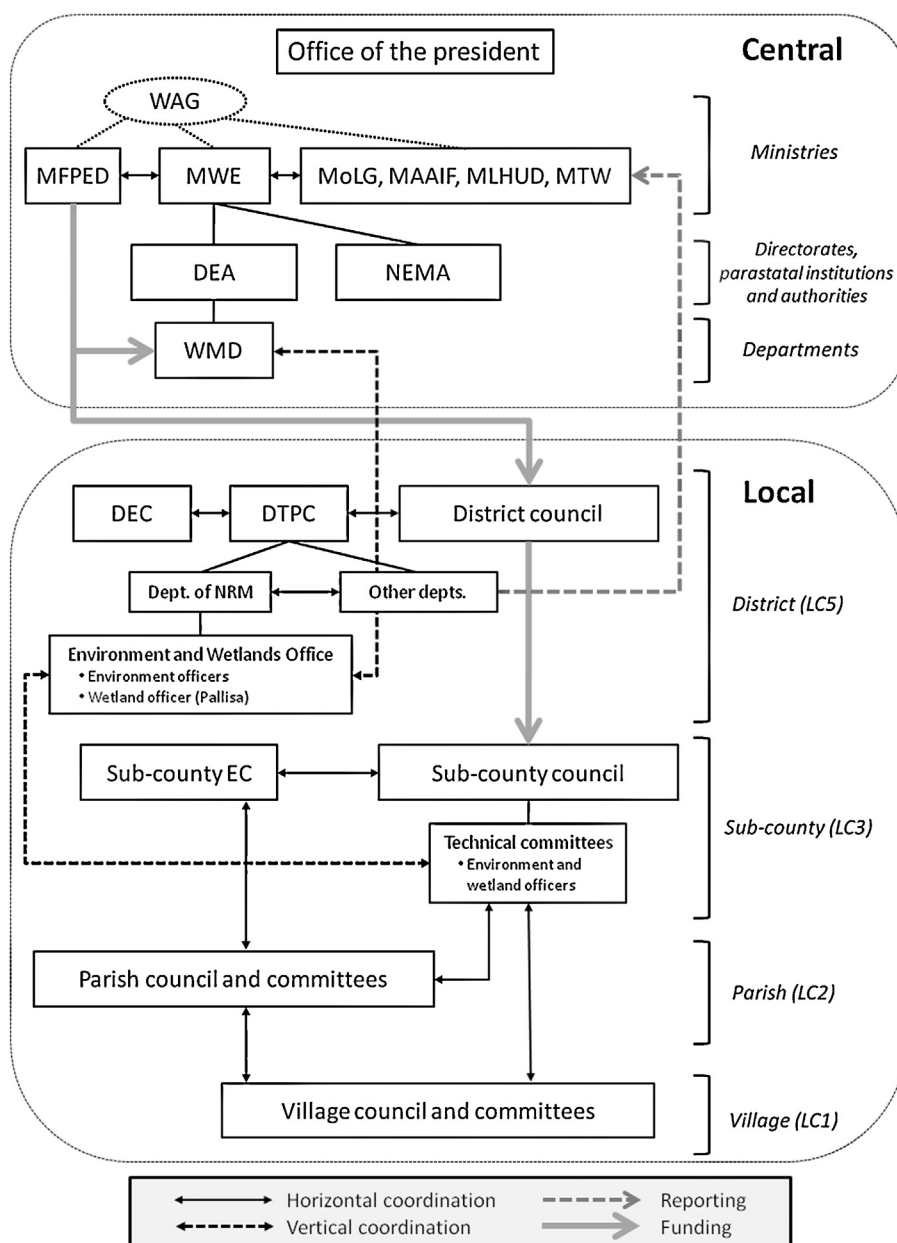 Office of the president
Central
WAG
Ministries
MFPED
MWE
MoLG, MAAIF, MLHUD, MTW
DEA
NEMA
Directorates,
parastatal institutions
and authorities
WMD
Departments
Local
DEC
DTPC
District council
Dept. of NRM
Other depts.
District (LC5)
Environment and Wetlands Office
• Environment officers
• Wetland officer (Pallisa)
Sub-county EC
Sub-county council
Sub-county (LC3)
Technical committees
• Environment and
wetland officers
Parish council and committees
Parish (LC2)
Village council and committees
Village (LC1)
Horizontal coordination
Reporting
Vertical coordination
Funding